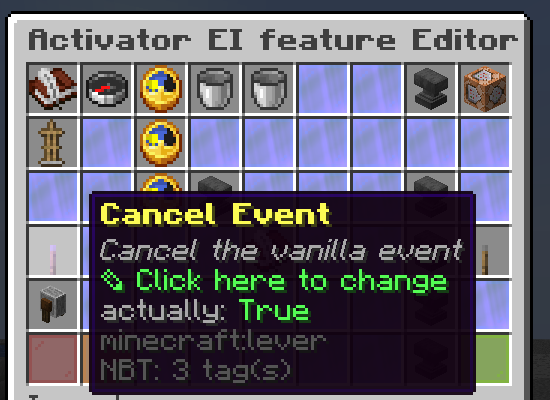 Activator EI feature Editor
Cancel Event
Cancel the vanilla event
✎ Click here to change
actually: True
minecraft:lever
NBT: 3 tag(s)